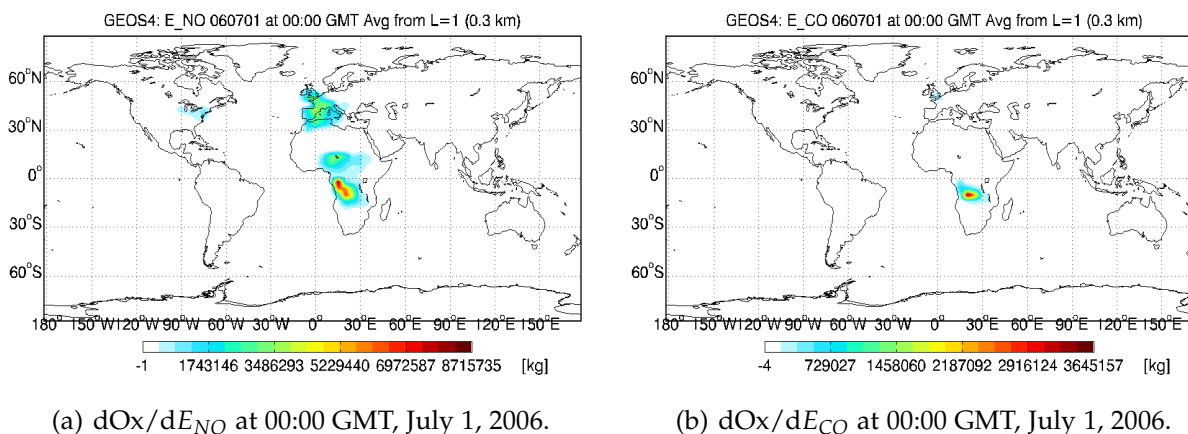 GEOS4: E_NO 060701 at 00:00 GMT Avg from L=1 (0.3 km)
60°N
30°N
0°
30°S
60°S
180°W 150°W 120°W 90°W 60°W 30°W 0° 30°E 60°E 90°E 120°E 150°E
-1 1743146 3486293 5229440 6972587 8715735 [kg]
(a) dOx/dE_NO at 00:00 GMT, July 1, 2006.
GEOS4: E_CO 060701 at 00:00 GMT Avg from L=1 (0.3 km)
60°N
30°N
0°
30°S
60°S
180°W 150°W 120°W 90°W 60°W 30°W 0° 30°E 60°E 90°E 120°E 150°E
-4 729027 1458060 2187092 2916124 3645157 [kg]
(b) dOx/dE_CO at 00:00 GMT, July 1, 2006.